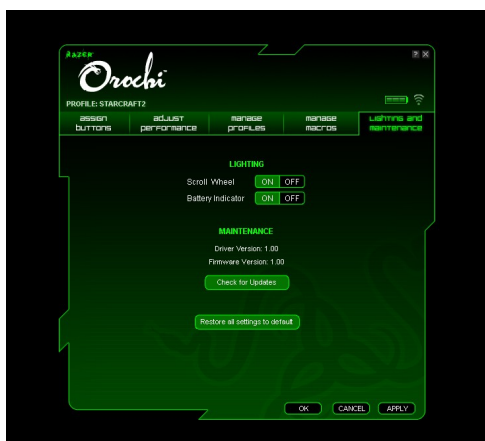 RAZER
Orochi
? X
PROFILE: STARCRAFT2
assign buttons
adjust performance
manage profiles
manage macros
Lighting and maintenance
LIGHTING
Scroll Wheel ON OFF
Battery Indicator ON OFF
MAINTENANCE
Driver Version: 1.00
Firmware Version: 1.00
Check for Updates
Restore all settings to default
OK CANCEL APPLY